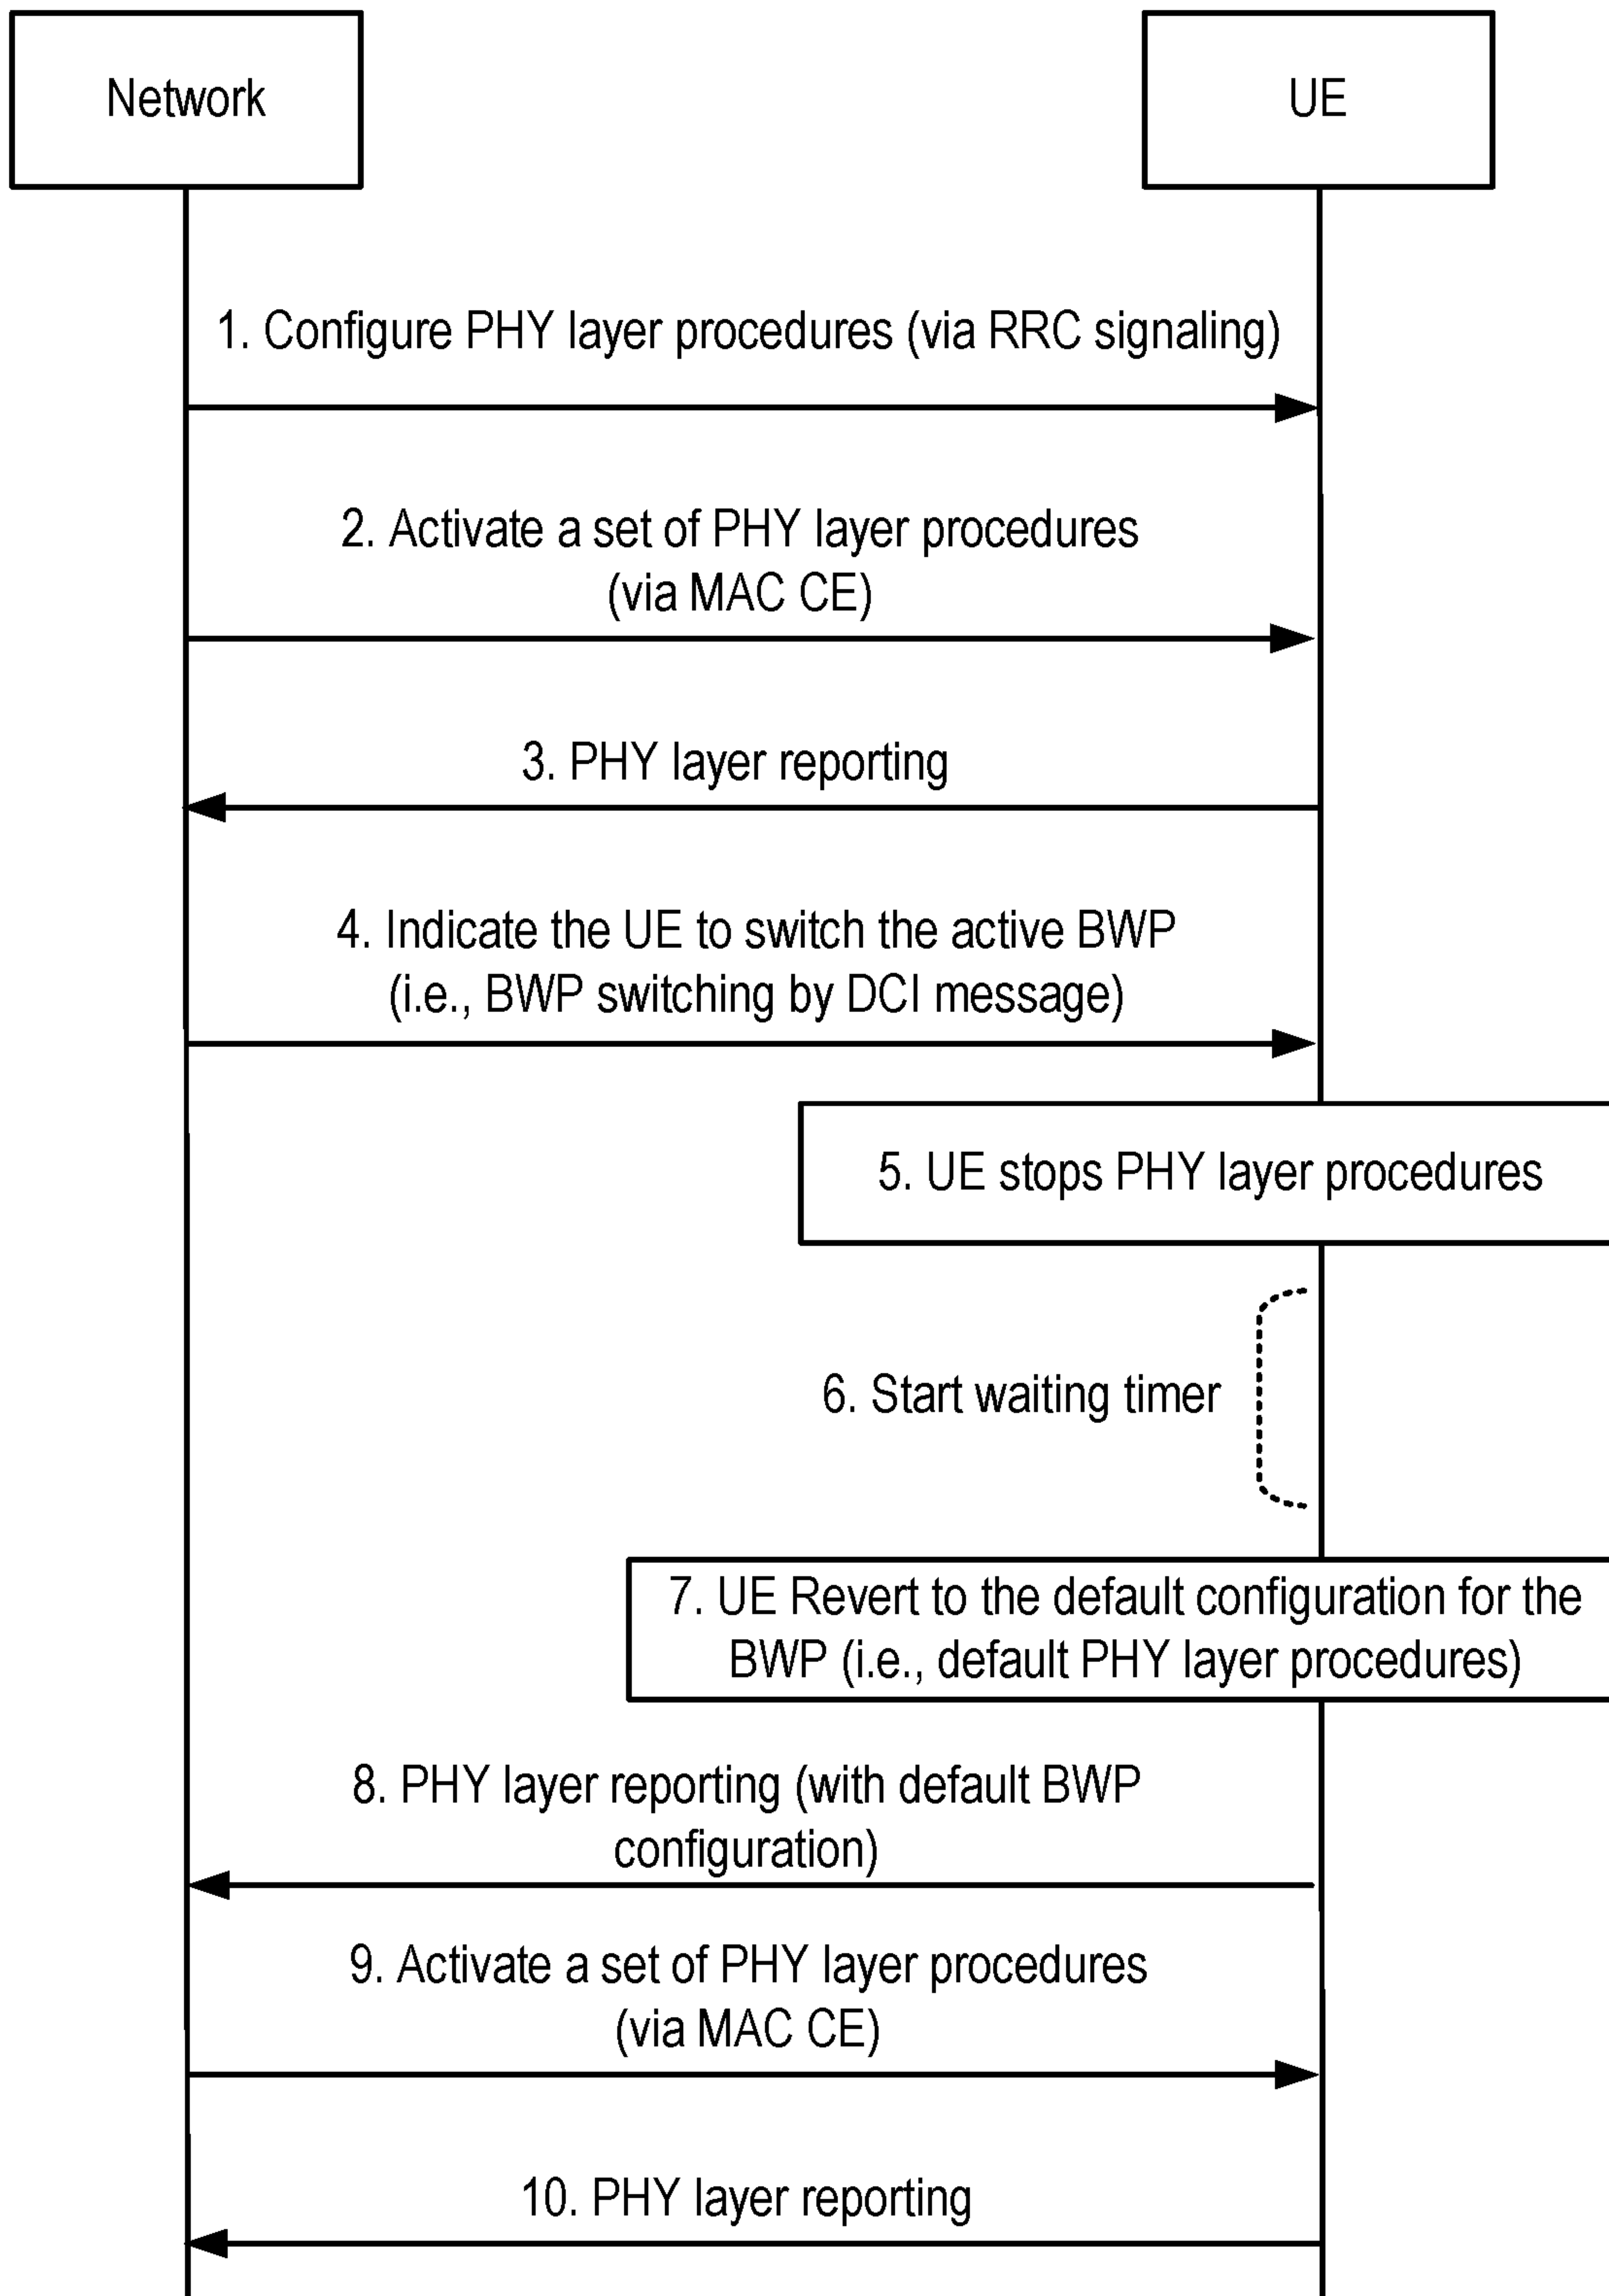 Network
UE
1. Configure PHY layer procedures (via RRC signaling)
2. Activate a set of PHY layer procedures
(via MAC CE)
3. PHY layer reporting
4. Indicate the UE to switch the active BWP
(i.e., BWP switching by DCI message)
5. UE stops PHY layer procedures
6. Start waiting timer
7. UE Revert to the default configuration for the
BWP (i.e., default PHY layer procedures)
8. PHY layer reporting (with default BWP
configuration)
9. Activate a set of PHY layer procedures
(via MAC CE)
10. PHY layer reporting